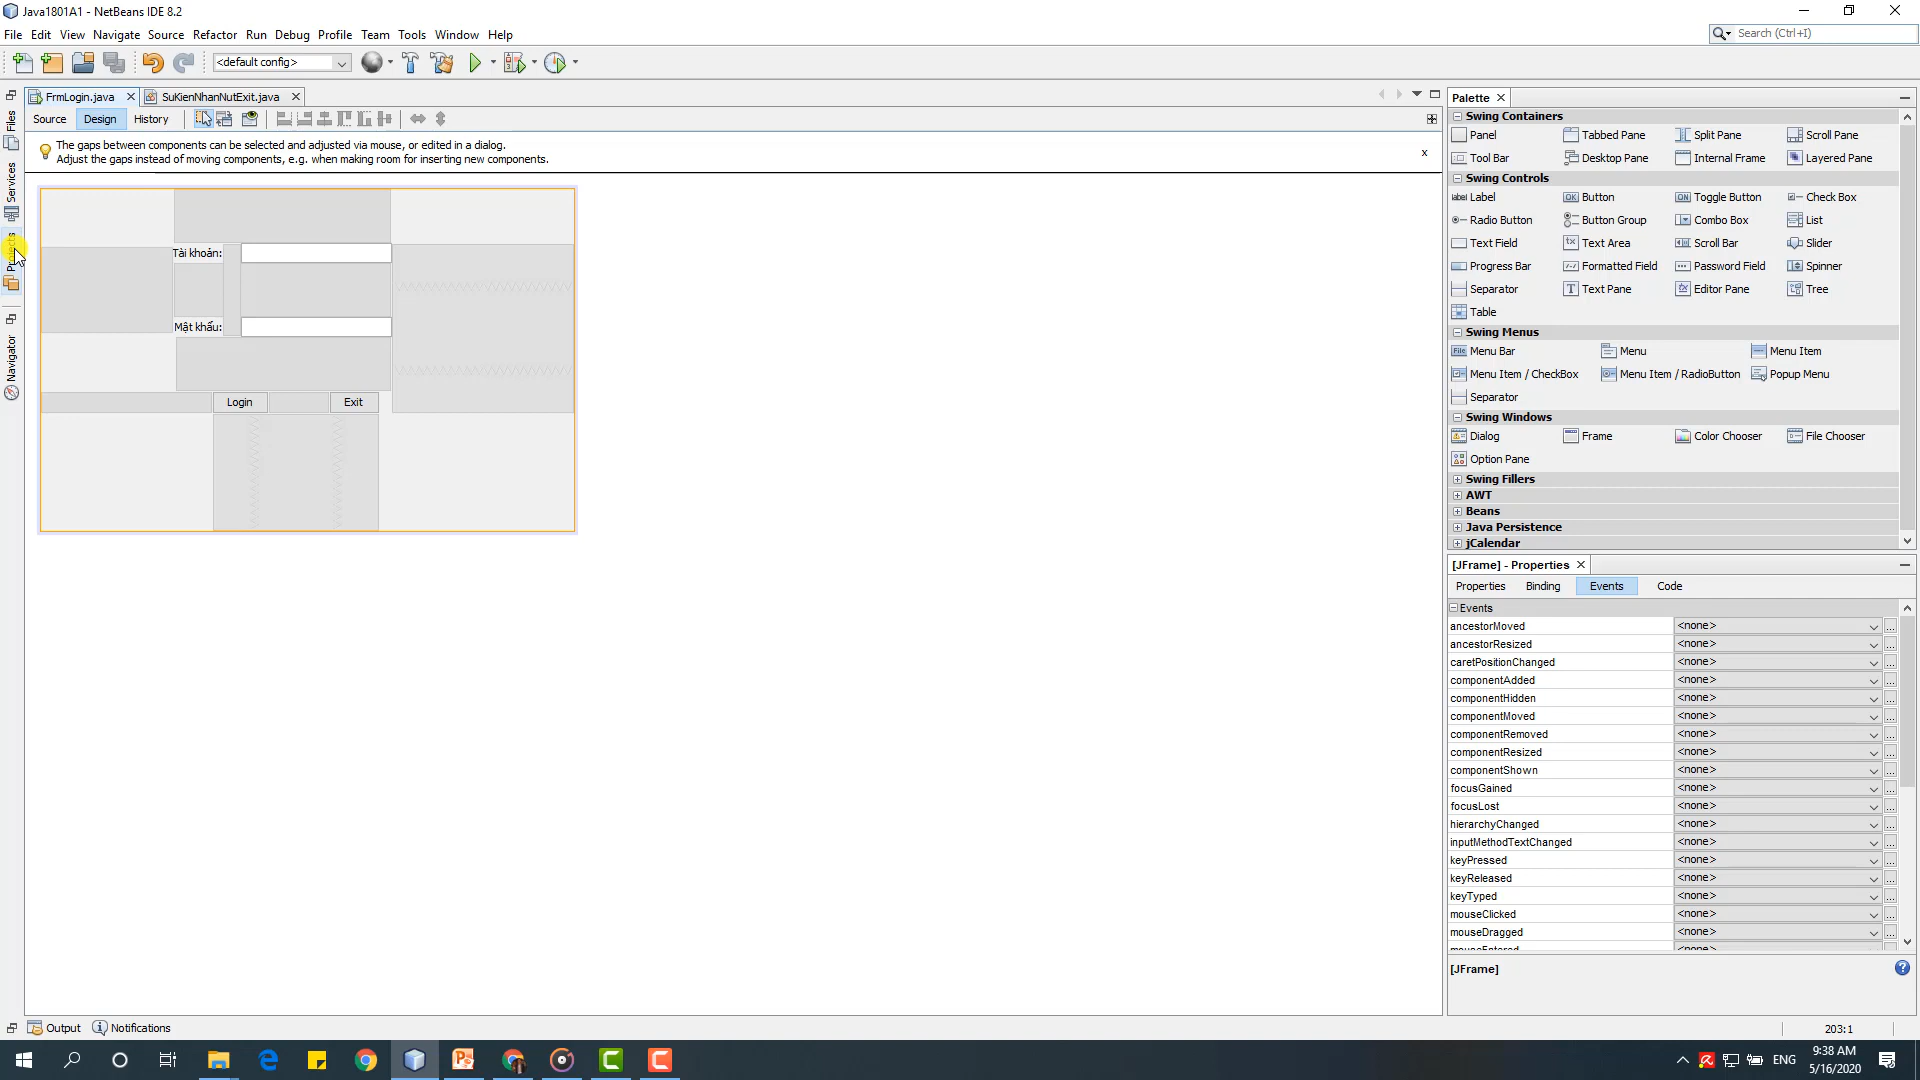 Java1801A1 - NetBeans IDE 8.2
File Edit View Navigate Source Refactor Run Debug Profile Team Tools Window Help
Search (Ctrl+I)
<default config>
FrmLogin.java
SuKienNhanNutExit.java
Source Design History
The gaps between components can be selected and adjusted via mouse, or edited in a dialog.
Adjust the gaps instead of moving components, e.g. when making room for inserting new components.
x
Files
Services
Projects
Navigator
Tài khoản:
Mật khẩu:
Login
Exit
Palette
Swing Containers
Panel Tabbed Pane Split Pane Scroll Pane
Tool Bar Desktop Pane Internal Frame Layered Pane
Swing Controls
label Label OK Button ON Toggle Button Check Box
Radio Button Button Group Combo Box List
Text Field Text Area Scroll Bar Slider
Progress Bar Formatted Field Password Field Spinner
Separator Text Pane Editor Pane Tree
Table
Swing Menus
File Menu Bar Menu Menu Item
Menu Item / CheckBox Menu Item / RadioButton Popup Menu
Separator
Swing Windows
Dialog Frame Color Chooser File Chooser
Option Pane
Swing Fillers
AWT
Beans
Java Persistence
jCalendar
[JFrame] - Properties
Properties Binding Events Code
Events
ancestorMoved <none>
ancestorResized <none>
caretPositionChanged <none>
componentAdded <none>
componentHidden <none>
componentMoved <none>
componentRemoved <none>
componentResized <none>
componentShown <none>
focusGained <none>
focusLost <none>
hierarchyChanged <none>
inputMethodTextChanged <none>
keyPressed <none>
keyReleased <none>
keyTyped <none>
mouseClicked <none>
mouseDragged <none>
mouseEntered <none>
[JFrame]
Output Notifications
203:1
ENG
9:38 AM
5/16/2020